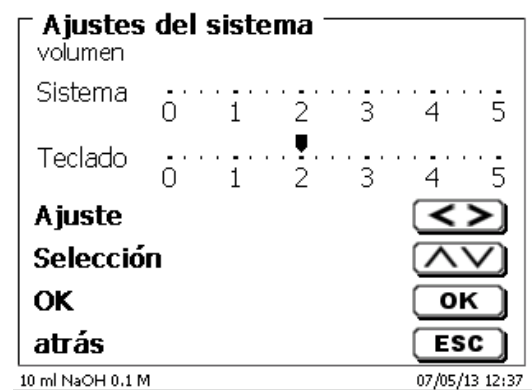 Ajustes del sistema
volumen
Sistema
0 1 2 3 4 5
Teclado
0 1 2 3 4 5
Ajuste < >
Selección
OK OK
atrás ESC
10 ml NaOH 0.1 M 07/05/13 12:37